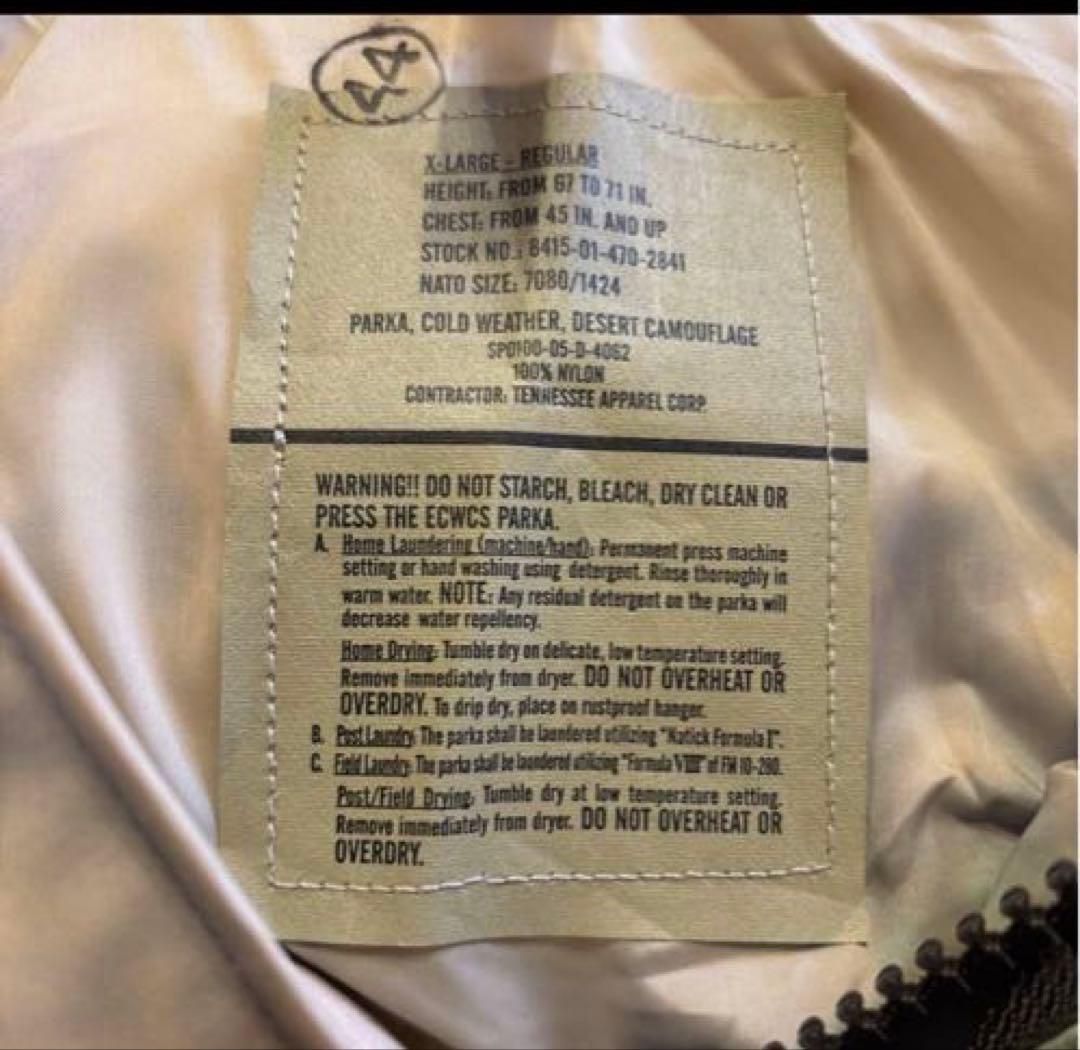 44
X-LARGE - REGULAR
HEIGHT: FROM 67 TO 71 IN.
CHEST: FROM 45 IN. AND UP
STOCK NO.: 8415-01-470-2841
NATO SIZE: 7080/1424
PARKA, COLD WEATHER, DESERT CAMOUFLAGE
SPO100-05-D-4062
100% NYLON
CONTRACTOR: TENNESSEE APPAREL CORP.
WARNING!! DO NOT STARCH, BLEACH, DRY CLEAN OR
PRESS THE ECWCS PARKA.
A. Home Laundering (machine/hand): Permanent press machine
setting or hand washing using detergent. Rinse thoroughly in
warm water. NOTE: Any residual detergent on the parka will
decrease water repellency.
Home Drying: Tumble dry on delicate, low temperature setting.
Remove immediately from dryer. DO NOT OVERHEAT OR
OVERDRY. To drip dry, place on rustproof hanger.
B. Post Laundry: The parka shall be laundered utilizing "Natick Formula I".
C. Field Laundry: The parka shall be laundered utilizing "Formula VIII" of FM 10-280.
Post/Field Drying: Tumble dry at low temperature setting.
Remove immediately from dryer. DO NOT OVERHEAT OR
OVERDRY.